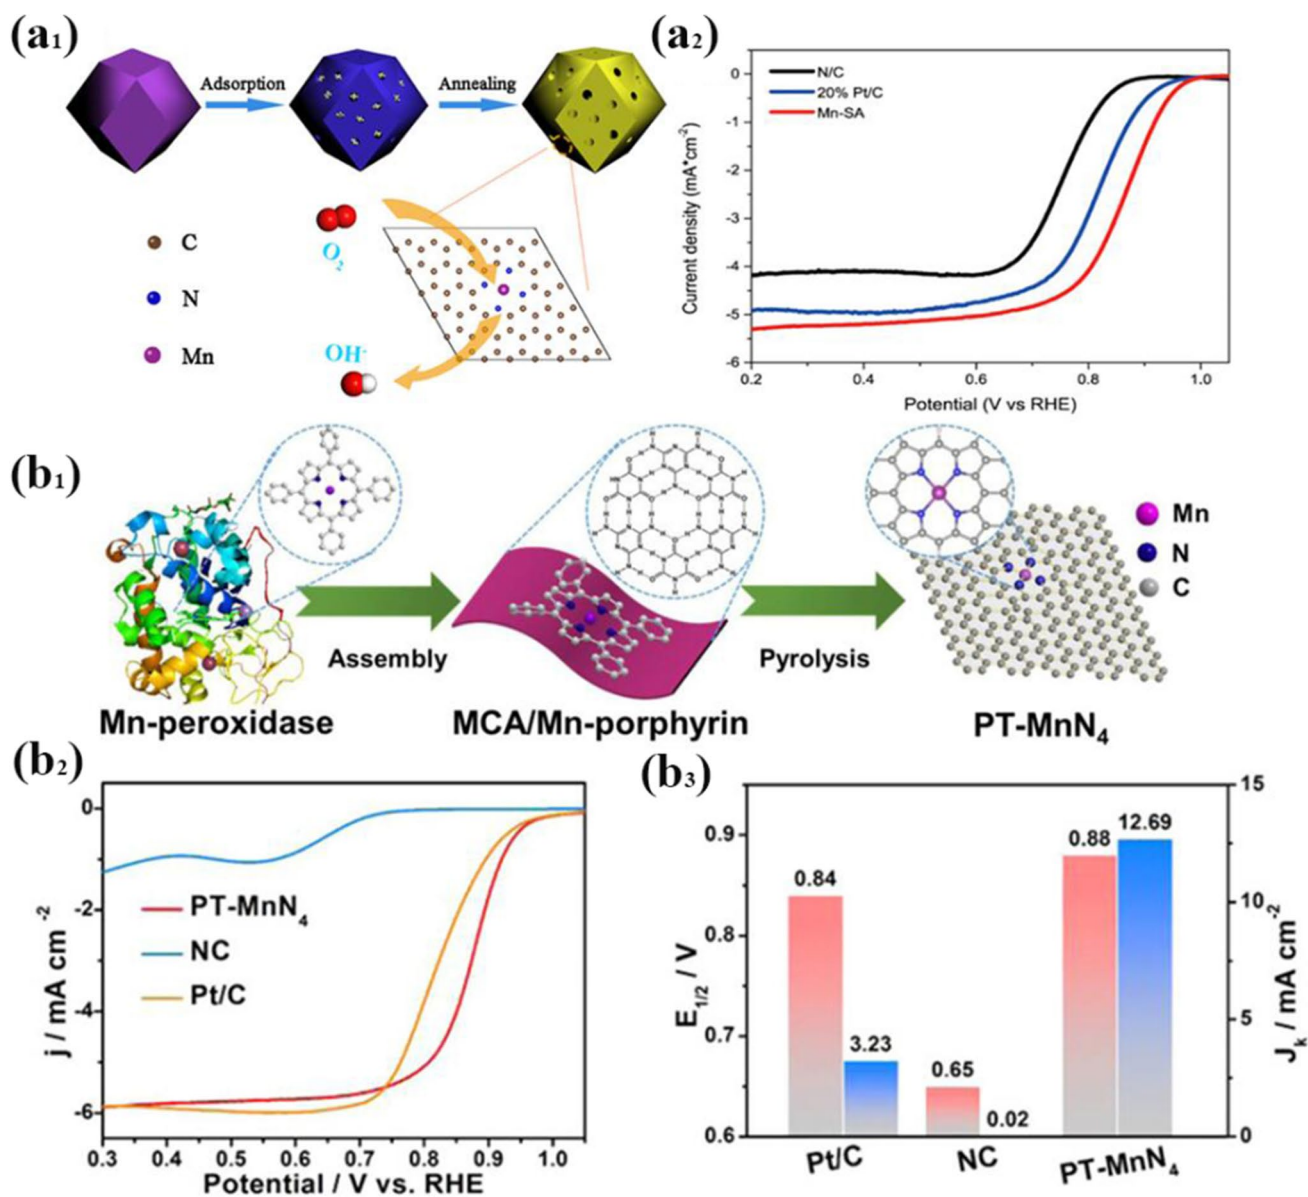 (a₁)
Adsorption
Annealing
C
N
Mn
O₂
OH⁻
(a₂)
N/C
20% Pt/C
Mn-SA
0
-1
-2
-3
-4
-5
-6
Current density (mA*cm⁻²)
0.2 0.4 0.6 0.8 1.0
Potential (V vs RHE)
(b₁)
Mn
N
C
Assembly
Pyrolysis
Mn-peroxidase
MCA/Mn-porphyrin
PT-MnN₄
(b₂)
0
-2
-4
-6
j / mA cm⁻²
PT-MnN₄
NC
Pt/C
0.3 0.4 0.5 0.6 0.7 0.8 0.9 1.0
Potential / V vs. RHE
(b₃)
0.9
0.8
0.7
0.6
E₁/₂ / V
0.84
3.23
0.65
0.02
0.88
12.69
15
10
5
0
Jₖ / mA cm⁻²
Pt/C
NC
PT-MnN₄